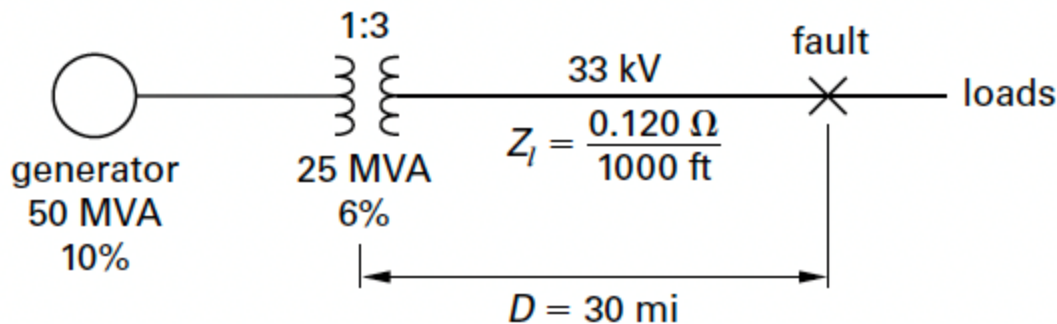 1:3
fault
33 kV
loads
Z_l = 0.120 Ω / 1000 ft
generator
50 MVA
10%
25 MVA
6%
D = 30 mi